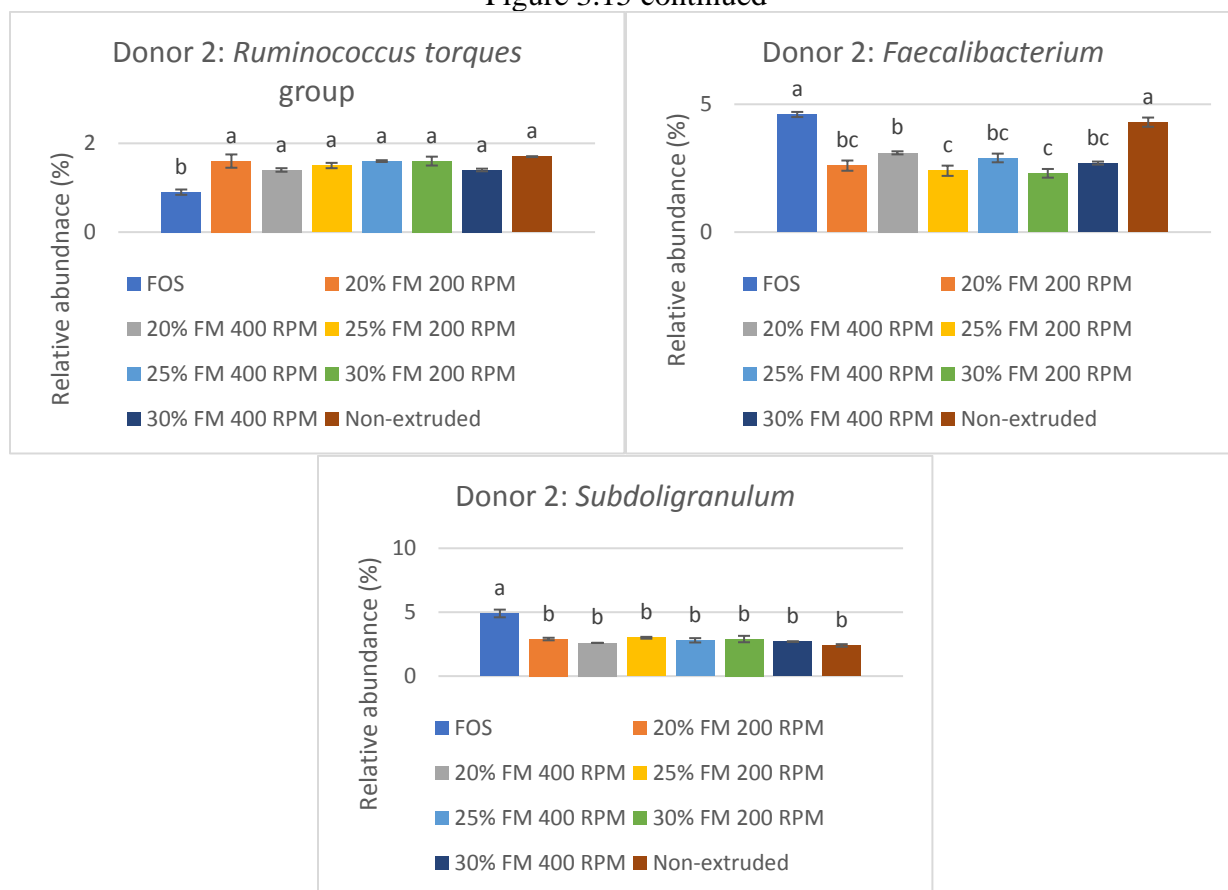 Figure 3.15 continued
Donor 2: Ruminococcus torques
group
Relative abundnace (%)
2
0
b a a a a a a a
FOS 20% FM 200 RPM
20% FM 400 RPM 25% FM 200 RPM
25% FM 400 RPM 30% FM 200 RPM
30% FM 400 RPM Non-extruded
Donor 2: Faecalibacterium
Relative abundance (%)
5
0
a bc b c bc c bc a
FOS 20% FM 200 RPM
20% FM 400 RPM 25% FM 200 RPM
25% FM 400 RPM 30% FM 200 RPM
30% FM 400 RPM Non-extruded
Donor 2: Subdoligranulum
Relative abundance (%)
10
5
0
a b b b b b b b
FOS 20% FM 200 RPM
20% FM 400 RPM 25% FM 200 RPM
25% FM 400 RPM 30% FM 200 RPM
30% FM 400 RPM Non-extruded